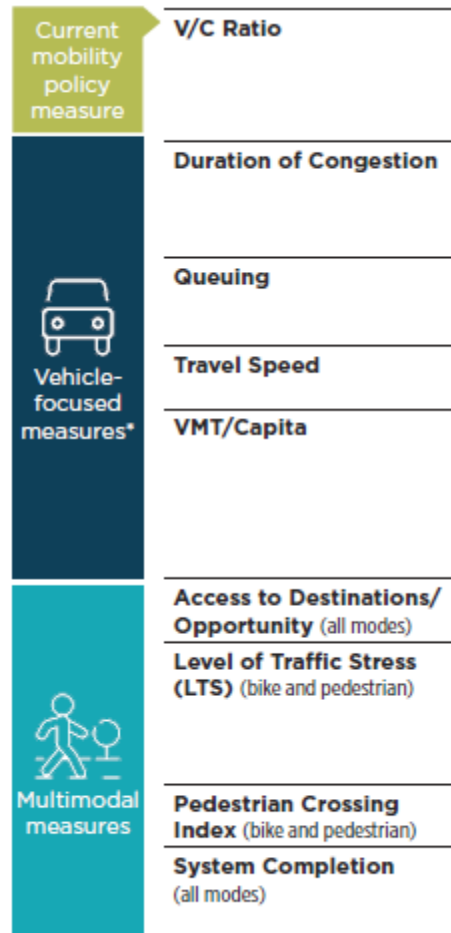 Current
mobility
policy
measure
V/C Ratio
Vehicle-
focused
measures*
Duration of Congestion
Queuing
Travel Speed
VMT/Capita
Multimodal
measures
Access to Destinations/
Opportunity (all modes)
Level of Traffic Stress
(LTS) (bike and pedestrian)
Pedestrian Crossing
Index (bike and pedestrian)
System Completion
(all modes)